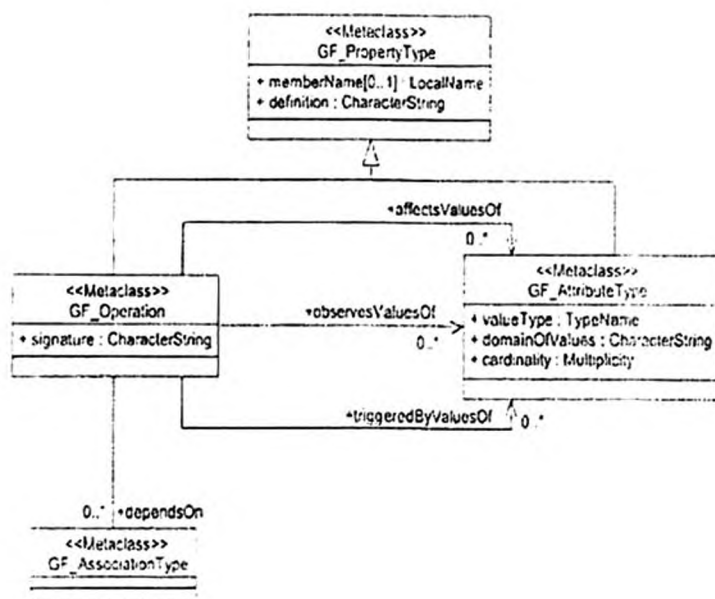 <<Metaclass>>
GF_PropertyType
+ memberName[0..1] : LocalName
+ definition : CharacterString
+affectsValuesOf
0..*
<<Metaclass>>
GF_AttributeType
+ valueType : TypeName
+ domainOfValues : CharacterString
+ cardinality : Multiplicity
<<Metaclass>>
GF_Operation
+ signature : CharacterString
+observesValuesOf
0..*
+triggeredByValuesOf
0..*
0..* +dependsOn
<<Metaclass>>
GF_AssociationType